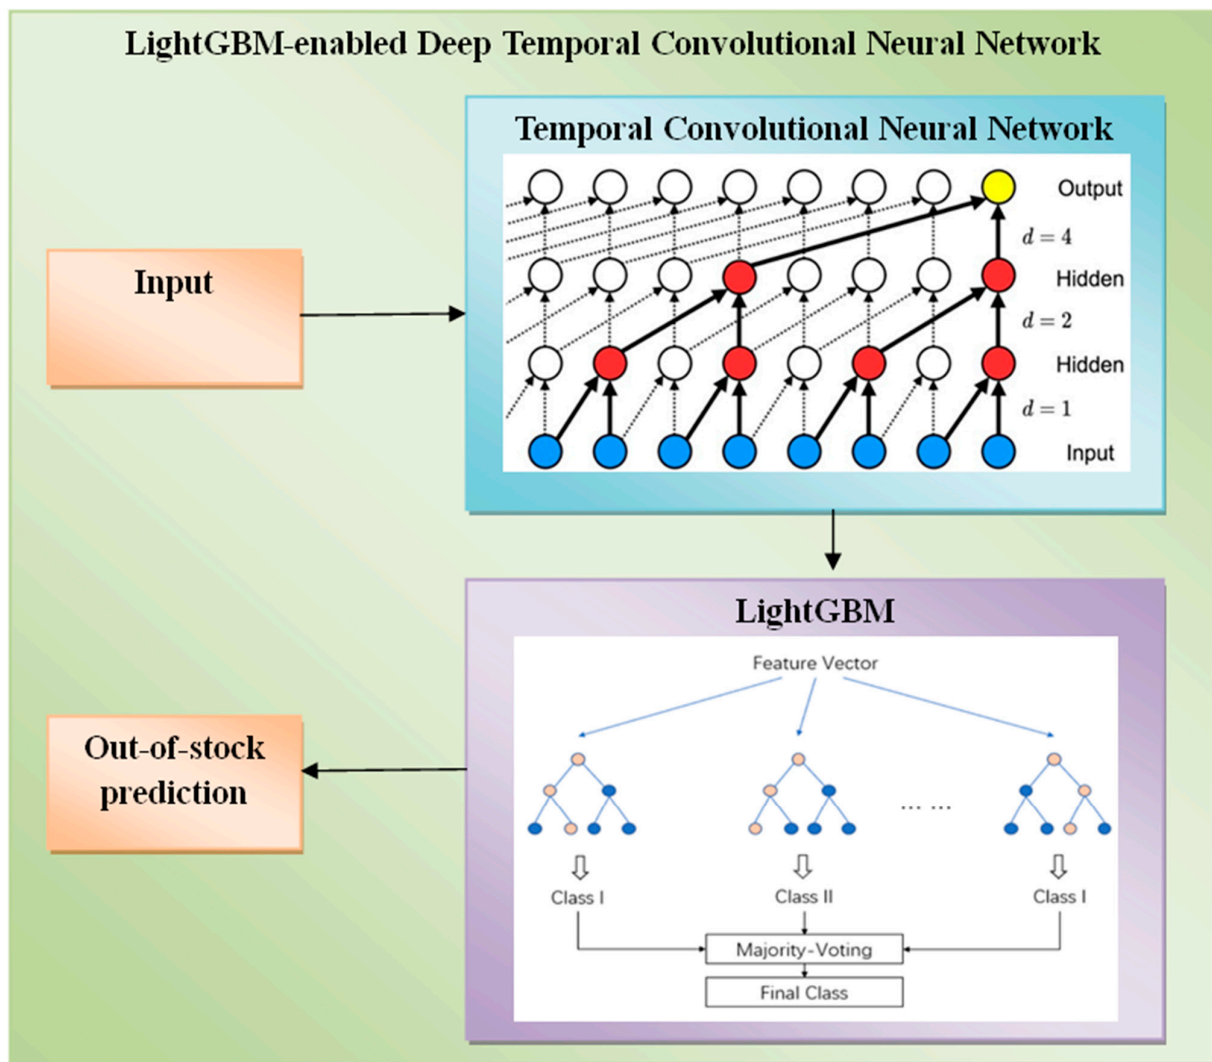 LightGBM-enabled Deep Temporal Convolutional Neural Network
Temporal Convolutional Neural Network
Output
d = 4
Input
Hidden
d = 2
Hidden
d = 1
Input
LightGBM
Feature Vector
Out-of-stock
prediction
... ...
Class I
Class II
Class I
Majority-Voting
Final Class